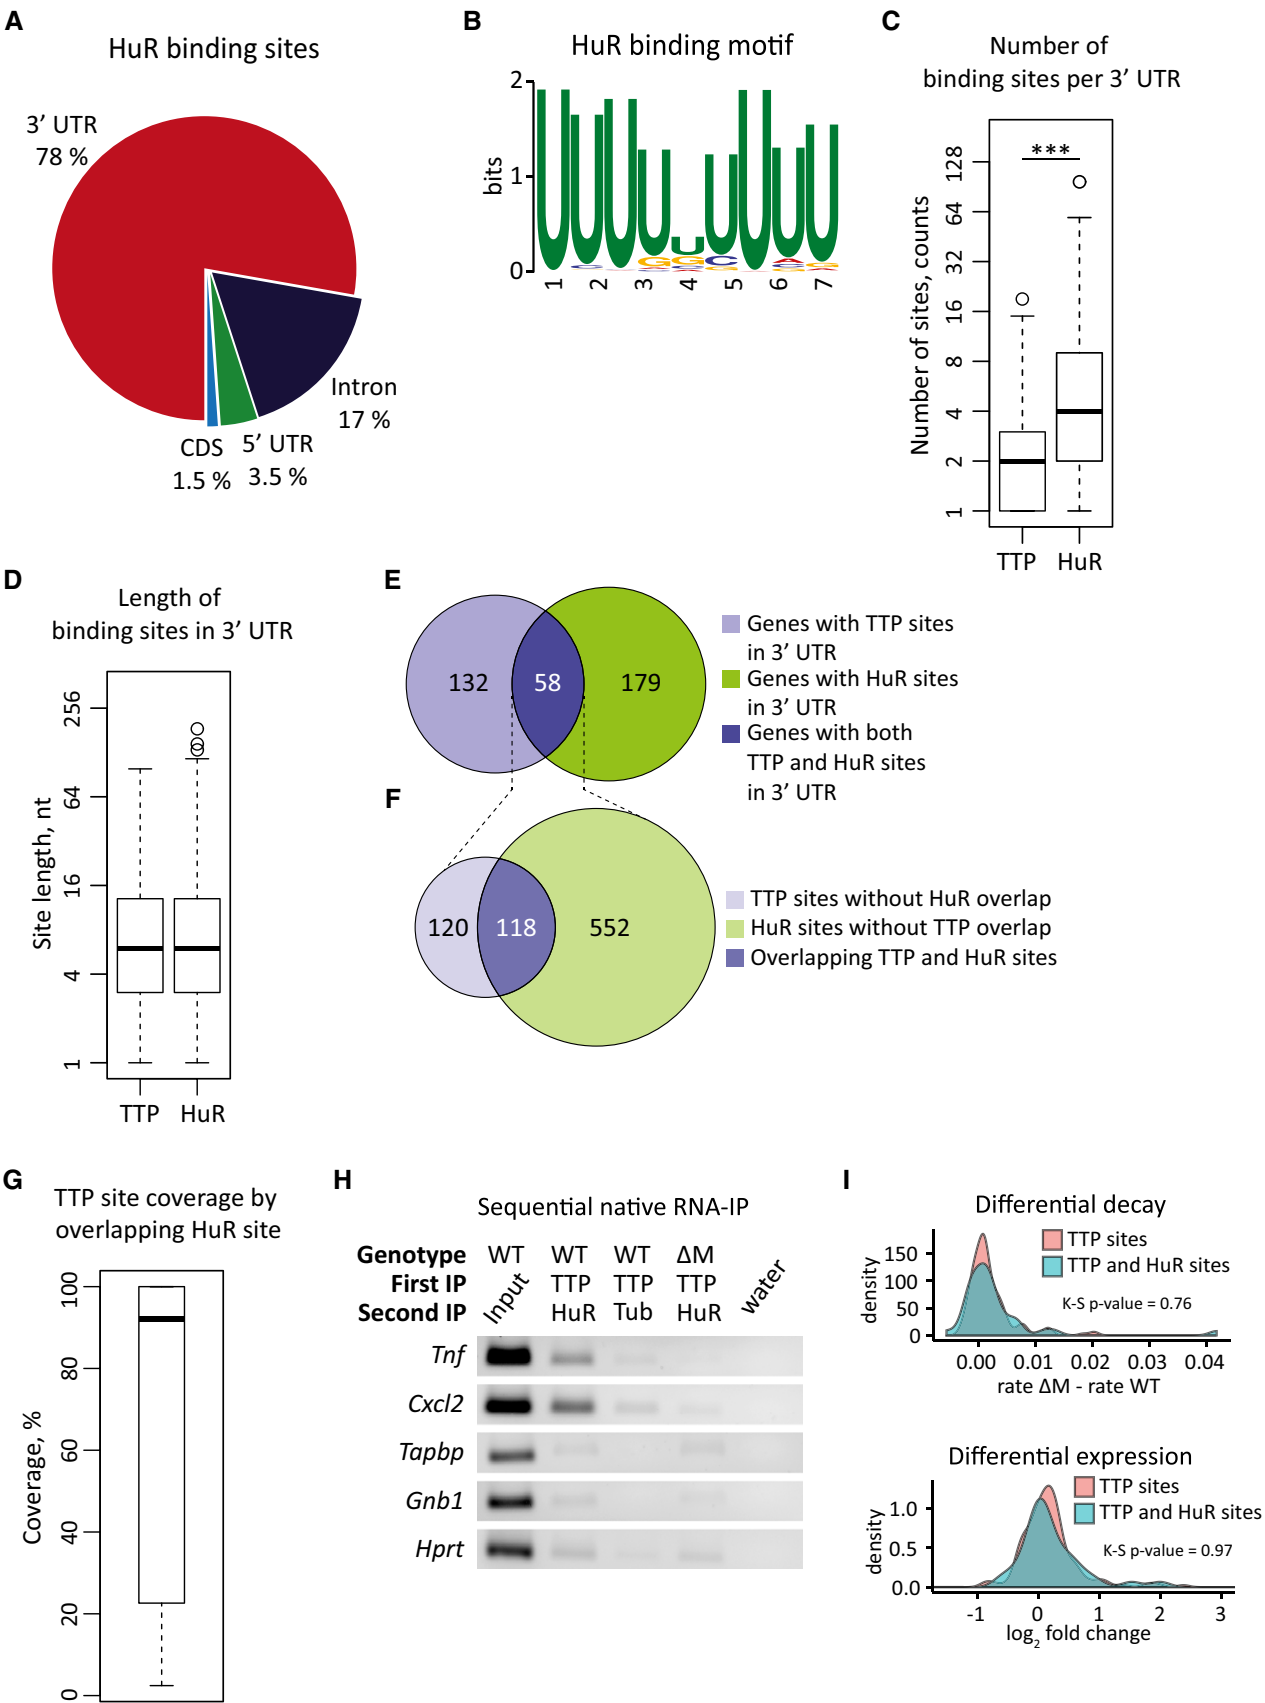 A
HuR binding sites
3’ UTR
78 %
Intron
17 %
CDS
1.5 %
5’ UTR
3.5 %
B
HuR binding motif
bits
2
1
0
1 2 3 4 5 6 7
C
Number of
binding sites per 3’ UTR
Number of sites, counts
128
64
32
16
8
4
2
1
***
TTP HuR
D
Length of
binding sites in 3’ UTR
Site length, nt
256
64
16
4
1
TTP HuR
E
132 58 179
Genes with TTP sites
in 3’ UTR
Genes with HuR sites
in 3’ UTR
Genes with both
TTP and HuR sites
in 3’ UTR
F
120 118 552
TTP sites without HuR overlap
HuR sites without TTP overlap
Overlapping TTP and HuR sites
G
TTP site coverage by
overlapping HuR site
Coverage, %
100
80
60
40
20
0
H
Sequential native RNA-IP
Genotype WT WT WT ΔM
First IP TTP TTP TTP
Second IP Input HuR Tub HuR water
Tnf
Cxcl2
Tapbp
Gnb1
Hprt
I
Differential decay
TTP sites
TTP and HuR sites
K-S p-value = 0.76
density
150
100
50
0
0.00 0.01 0.02 0.03 0.04
rate ΔM - rate WT
Differential expression
TTP sites
TTP and HuR sites
K-S p-value = 0.97
density
1.0
0.5
0.0
-1 0 1 2 3
log2 fold change